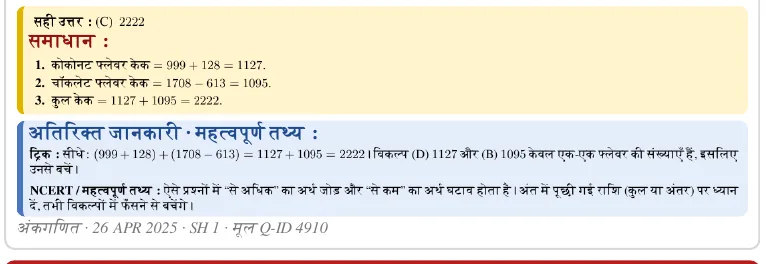 सही उत्तर : (C) 2222
समाधान :
1. कोकोनट फ्लेवर केक = 999 + 128 = 1127.
2. चॉकलेट फ्लेवर केक = 1708 − 613 = 1095.
3. कुल केक = 1127 + 1095 = 2222.
अतिरिक्त जानकारी · महत्वपूर्ण तथ्य :
ट्रिक : सीधे : (999 + 128) + (1708 − 613) = 1127 + 1095 = 2222। विकल्प (D) 1127 और (B) 1095 केवल एक-एक फ्लेवर की संख्याएँ हैं, इसलिए
उनसे बचें।
NCERT / महत्वपूर्ण तथ्य : ऐसे प्रश्नों में “से अधिक” का अर्थ जोड़ और “से कम” का अर्थ घटाव होता है। अंत में पूछी गई राशि (कुल या अंतर) पर ध्यान
दें, तभी विकल्पों में फँसने से बचेंगे।
अंकगणित · 26 APR 2025 · SH 1 · मूल Q-ID 4910